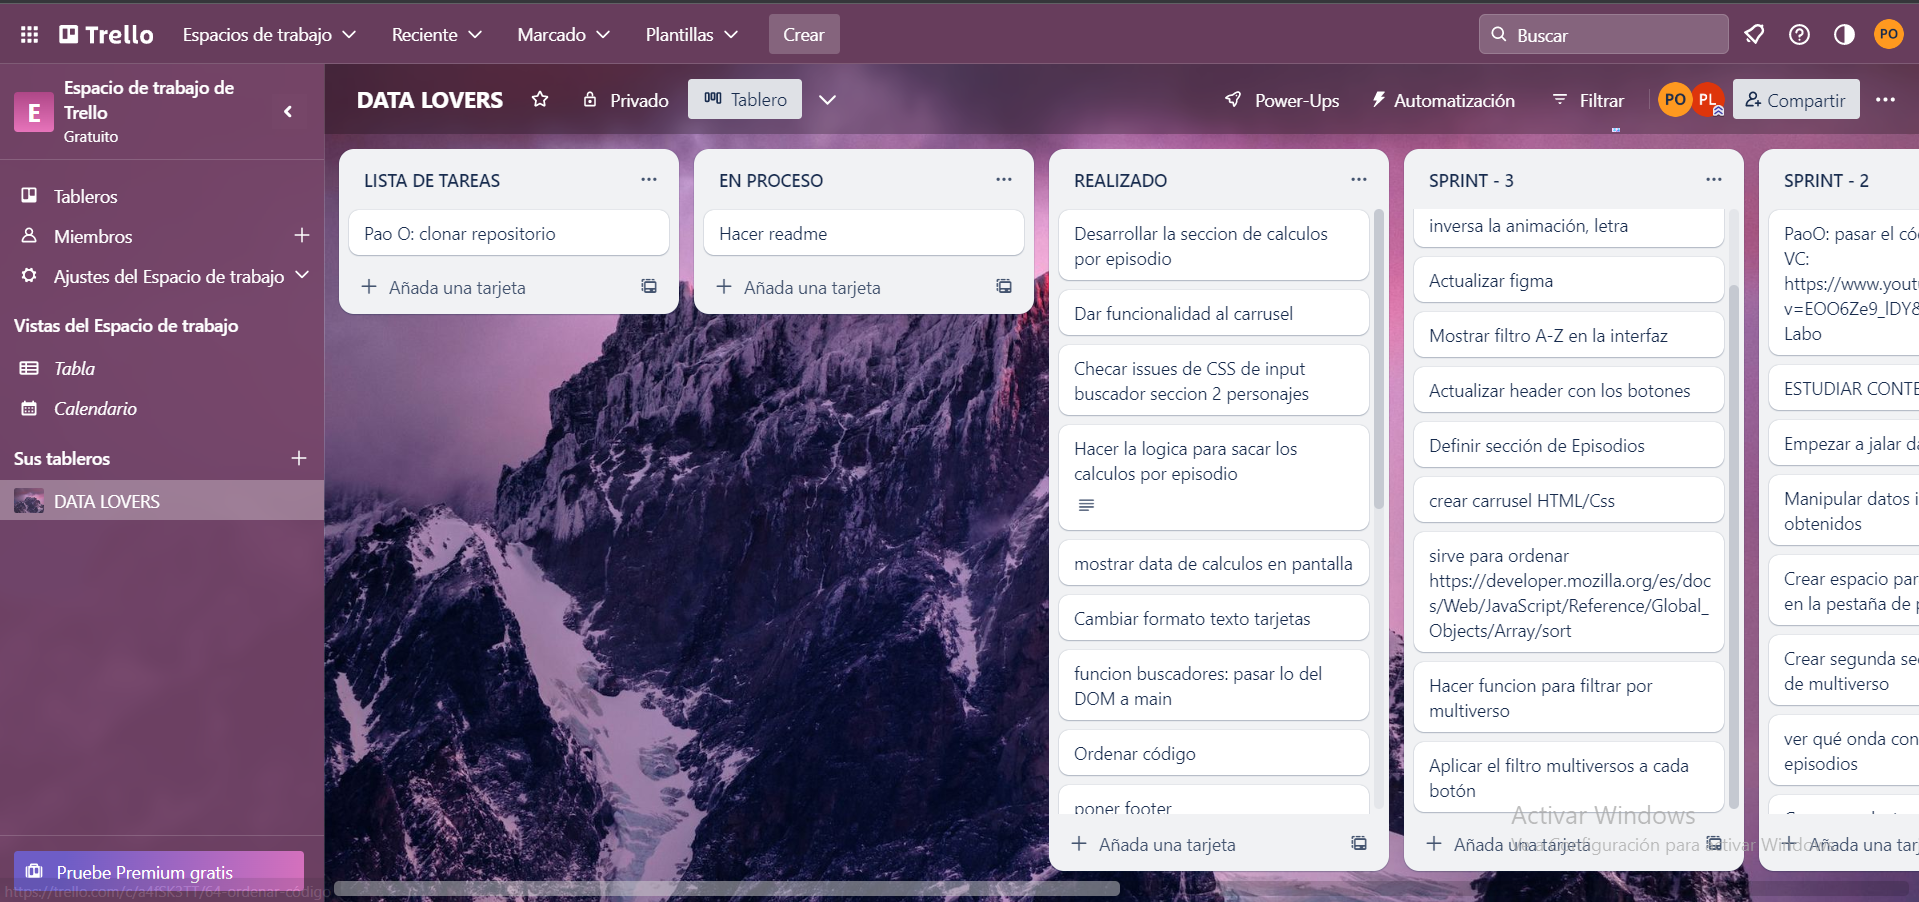 Trello
Espacios de trabajo
Reciente
Marcado
Plantillas
Crear
Buscar
PO
E
Espacio de trabajo de
Trello
Gratuito
DATA LOVERS
Privado
Tablero
Power-Ups
Automatización
Filtrar
PO
PL
Compartir
Tableros
Miembros
Ajustes del Espacio de trabajo
Vistas del Espacio de trabajo
Tabla
Calendario
Sus tableros
DATA LOVERS
Pruebe Premium gratis
https://trello.com/c/a4fSK3TT/64-ordenar-código
LISTA DE TAREAS
Pao O: clonar repositorio
Añada una tarjeta
EN PROCESO
Hacer readme
Añada una tarjeta
REALIZADO
Desarrollar la seccion de calculos
por episodio
Dar funcionalidad al carrusel
Checar issues de CSS de input
buscador seccion 2 personajes
Hacer la logica para sacar los
calculos por episodio
mostrar data de calculos en pantalla
Cambiar formato texto tarjetas
funcion buscadores: pasar lo del
DOM a main
Ordenar código
poner footer
Añada una tarjeta
SPRINT - 3
inversa la animación, letra
Actualizar figma
Mostrar filtro A-Z en la interfaz
Actualizar header con los botones
Definir sección de Episodios
crear carrusel HTML/Css
sirve para ordenar
https://developer.mozilla.org/es/doc
s/Web/JavaScript/Reference/Global_
Objects/Array/sort
Hacer funcion para filtrar por
multiverso
Aplicar el filtro multiversos a cada
botón
Añada una tarjeta
SPRINT - 2
PaoO: pasar el có
VC:
https://www.yout
v=EOO6Ze9_lDY8
Labo
ESTUDIAR CONTE
Empezar a jalar da
Manipular datos i
obtenidos
Crear espacio par
en la pestaña de p
Crear segunda se
de multiverso
ver qué onda con
episodios
Añada una tarj
Activar Windows
Ve a Configuración para activar Windows.